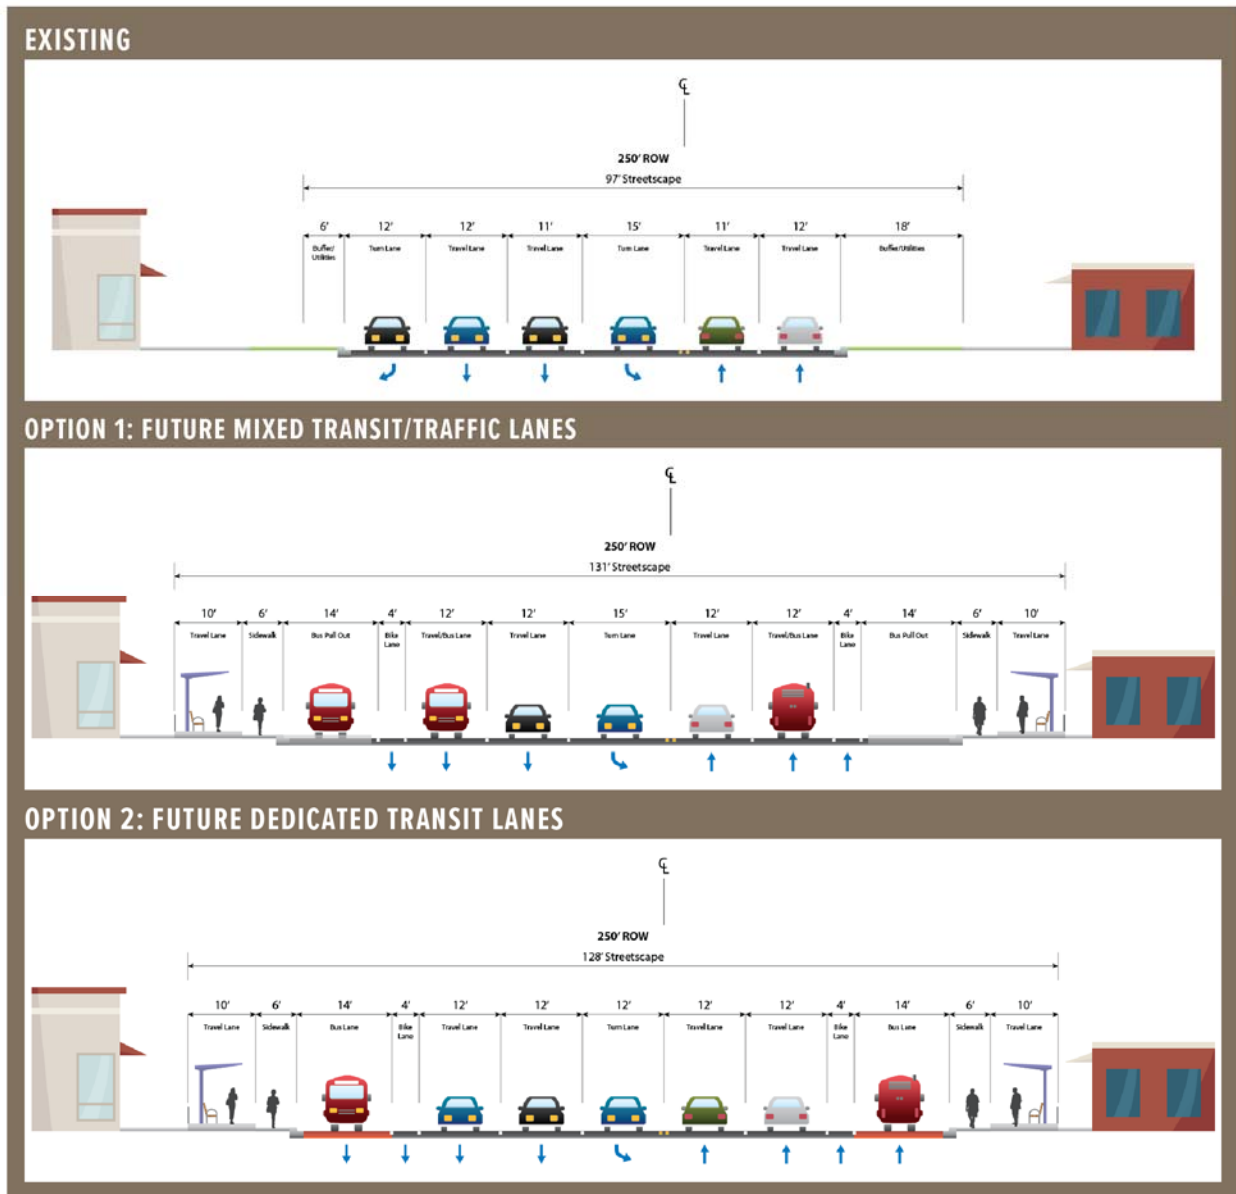 EXISTING
℄
250' ROW
97' Streetscape
6' 12' 12' 11' 15' 11' 12' 18'
Buffer/ Turn Lane Travel Lane Travel Lane Turn Lane Travel Lane Travel Lane Buffer/Utilities
Utilities
OPTION 1: FUTURE MIXED TRANSIT/TRAFFIC LANES
℄
250' ROW
131' Streetscape
10' 6' 14' 4' 12' 12' 15' 12' 12' 4' 14' 6' 10'
Travel Lane Sidewalk Bus Pull Out Bike Travel/Bus Lane Travel Lane Turn Lane Travel Lane Travel/Bus Lane Bike Bus Pull Out Sidewalk Travel Lane
Lane Lane
OPTION 2: FUTURE DEDICATED TRANSIT LANES
℄
250' ROW
128' Streetscape
10' 6' 14' 4' 12' 12' 12' 12' 12' 4' 14' 6' 10'
Travel Lane Sidewalk Bus Lane Bike Travel Lane Travel Lane Turn Lane Travel Lane Travel Lane Bike Bus Lane Sidewalk Travel Lane
Lane Lane